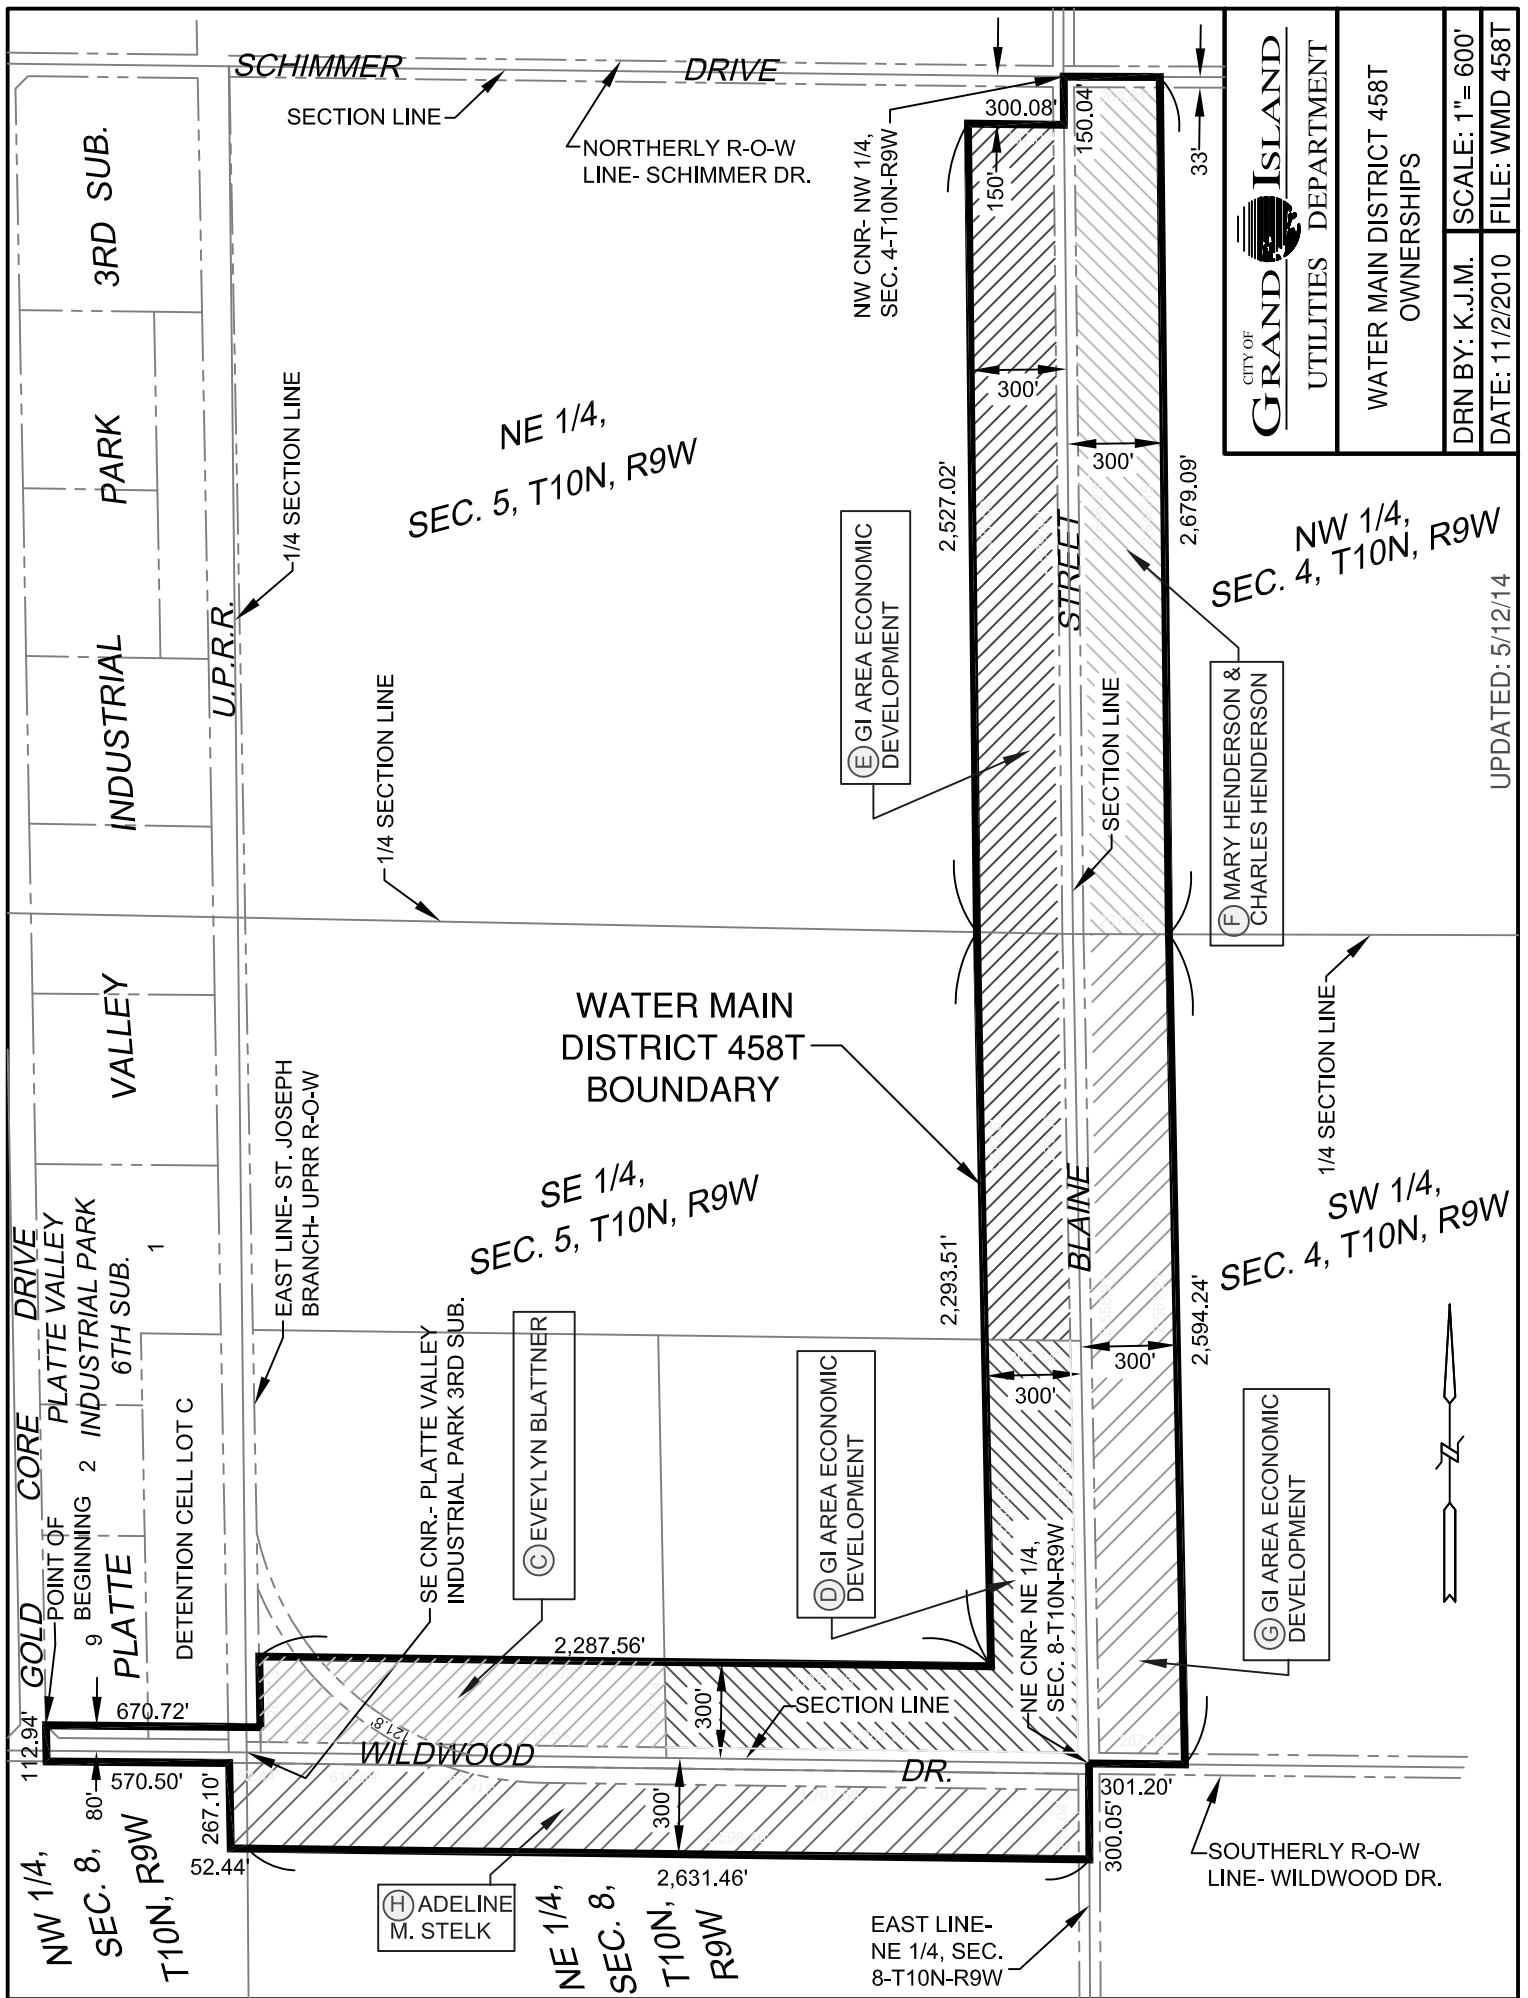 SCHIMMER DRIVE
SECTION LINE
NORTHERLY R-O-W
LINE- SCHIMMER DR.
3RD SUB.
PARK
INDUSTRIAL
VALLEY
PLATTE
U.P.R.R.
1/4 SECTION LINE
NE 1/4,
SEC. 5, T10N, R9W
NW CNR- NW 1/4,
SEC. 4-T10N-R9W
300.08'
150.04'
150'
33'
300'
300'
2,527.02'
2,679.09'
STREET
E GI AREA ECONOMIC
DEVELOPMENT
NW 1/4,
SEC. 4, T10N, R9W
F MARY HENDERSON &
CHARLES HENDERSON
SECTION LINE
1/4 SECTION LINE
WATER MAIN
DISTRICT 458T
BOUNDARY
EAST LINE- ST. JOSEPH
BRANCH- UPRR R-O-W
SE 1/4,
SEC. 5, T10N, R9W
2,293.51'
BLAINE
1/4 SECTION LINE
SW 1/4,
SEC. 4, T10N, R9W
2,594.24'
300'
300'
GOLD CORE DRIVE
PLATTE VALLEY
INDUSTRIAL PARK
6TH SUB.
1
2
9
POINT OF
BEGINNING
DETENTION CELL LOT C
SE CNR.- PLATTE VALLEY
INDUSTRIAL PARK 3RD SUB.
C EVEYLYN BLATTNER
D GI AREA ECONOMIC
DEVELOPMENT
G GI AREA ECONOMIC
DEVELOPMENT
NE CNR- NE 1/4,
SEC. 8-T10N-R9W
2,287.56'
300'
SECTION LINE
112.94'
670.72'
121.8'
WILDWOOD DR.
570.50'
80'
267.10'
52.44'
300'
2,631.46'
301.20'
300.05'
SOUTHERLY R-O-W
LINE- WILDWOOD DR.
NW 1/4,
SEC. 8,
T10N, R9W
H ADELINE
M. STELK
NE 1/4,
SEC. 8,
T10N,
R9W
EAST LINE-
NE 1/4, SEC.
8-T10N-R9W
CITY OF
GRAND ISLAND
UTILITIES DEPARTMENT
WATER MAIN DISTRICT 458T
OWNERSHIPS
DRN BY: K.J.M.
SCALE: 1"= 600'
DATE: 11/2/2010
FILE: WMD 458T
UPDATED: 5/12/14